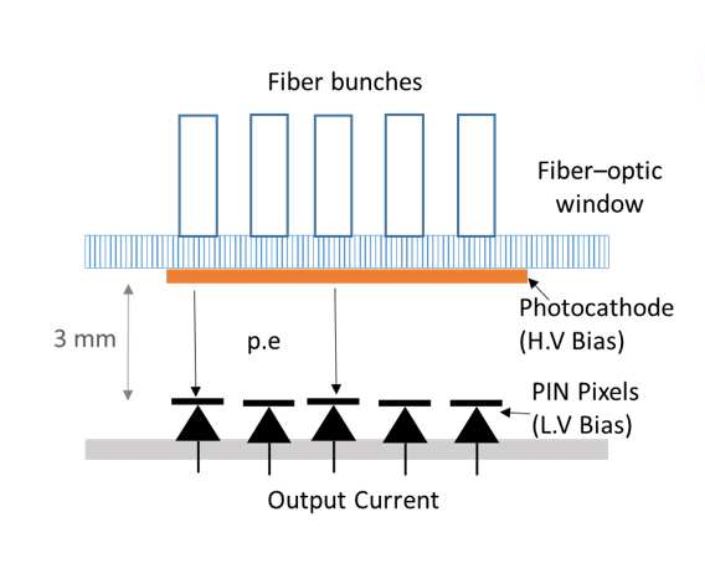 Fiber bunches
Fiber–optic
window
Photocathode
(H.V Bias)
3 mm
p.e
PIN Pixels
(L.V Bias)
Output Current